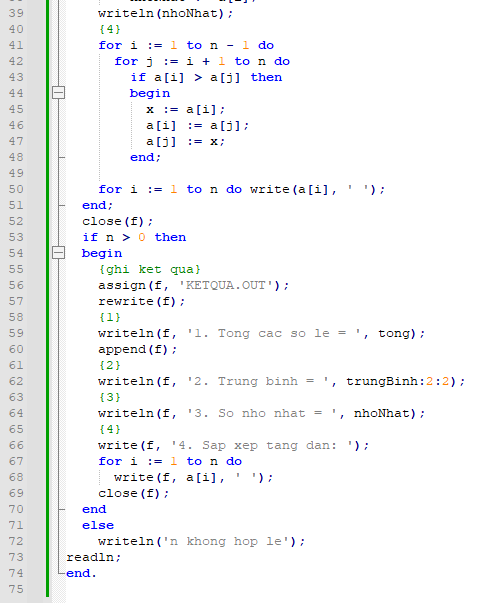 39 writeln(nhoNhat);
40 {4}
41 for i := 1 to n - 1 do
42 for j := i + 1 to n do
43 if a[i] > a[j] then
44 begin
45 x := a[i];
46 a[i] := a[j];
47 a[j] := x;
48 end;
49
50 for i := 1 to n do write(a[i], ' ');
51 end;
52 close(f);
53 if n > 0 then
54 begin
55 {ghi ket qua}
56 assign(f, 'KETQUA.OUT');
57 rewrite(f);
58 {1}
59 writeln(f, '1. Tong cac so le = ', tong);
60 append(f);
61 {2}
62 writeln(f, '2. Trung binh = ', trungBinh:2:2);
63 {3}
64 writeln(f, '3. So nho nhat = ', nhoNhat);
65 {4}
66 write(f, '4. Sap xep tang dan: ');
67 for i := 1 to n do
68 write(f, a[i], ' ');
69 close(f);
70 end
71 else
72 writeln('n khong hop le');
73 readln;
74 end.
75